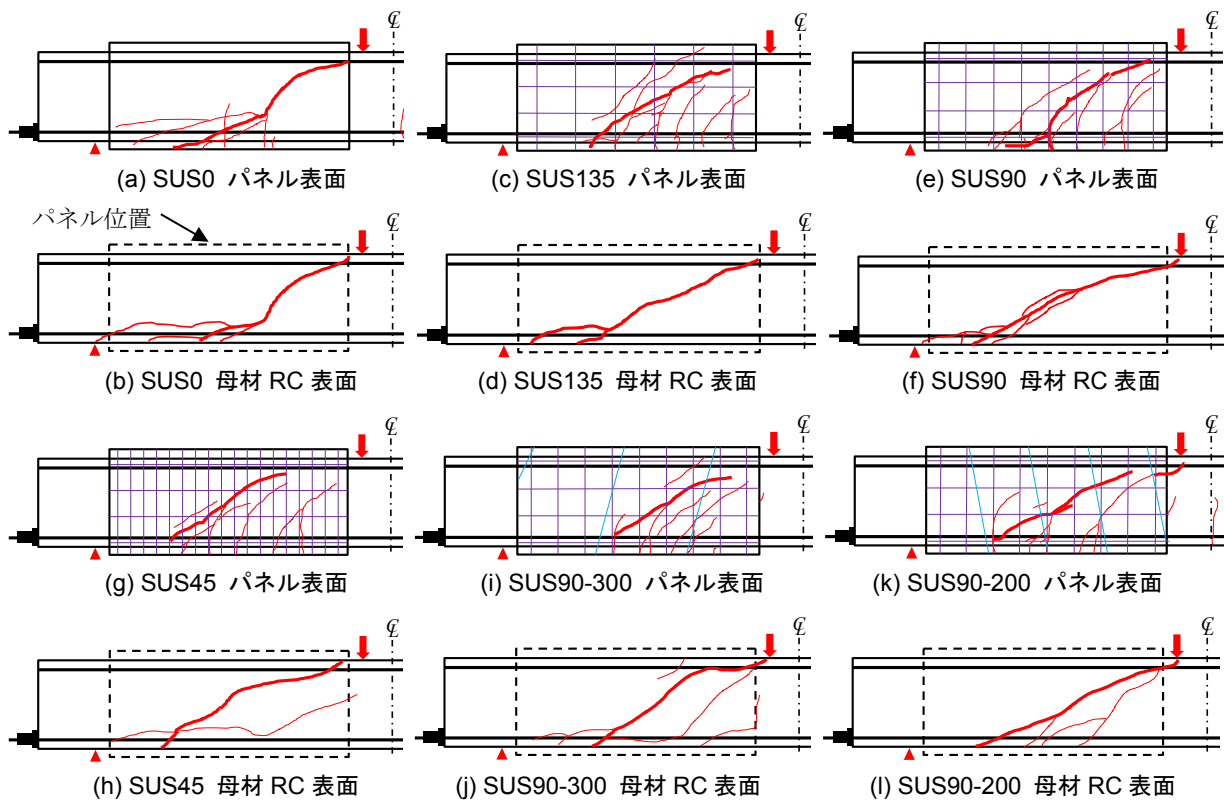 ℄ ℄ ℄
(a) SUS0 パネル表面
(c) SUS135 パネル表面
(e) SUS90 パネル表面
パネル位置
℄ ℄ ℄
(b) SUS0 母材 RC 表面
(d) SUS135 母材 RC 表面
(f) SUS90 母材 RC 表面
℄ ℄ ℄
(g) SUS45 パネル表面
(i) SUS90-300 パネル表面
(k) SUS90-200 パネル表面
℄ ℄ ℄
(h) SUS45 母材 RC 表面
(j) SUS90-300 母材 RC 表面
(l) SUS90-200 母材 RC 表面